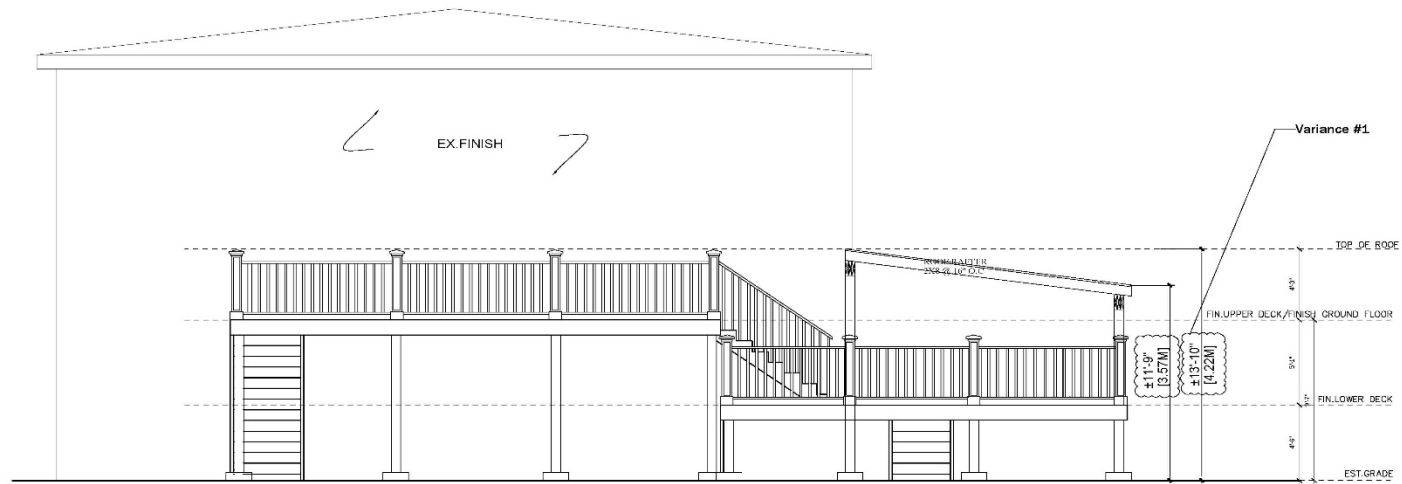 EX.FINISH
Variance #1
TOP OF ROOF
ROOF RAFTER
2X8 @ 16" O.C
4'-3"
FIN.UPPER DECK/FINISH GROUND FLOOR
±11'-9"
[3.57M]
±13'-10"
[4.22M]
FIN.LOWER DECK
4'-6"
EST.GRADE